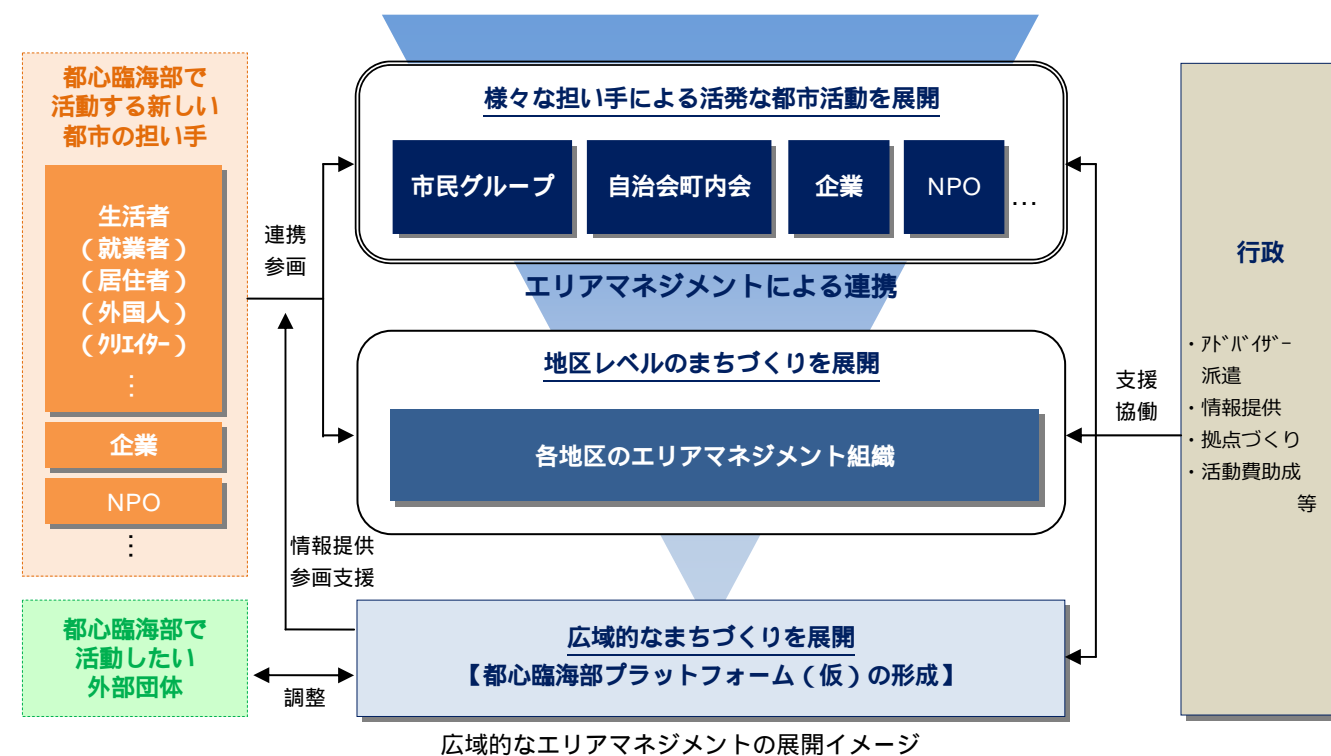 都心臨海部で
活動する新しい
都市の担い手
生活者
（就業者）
（居住者）
（外国人）
（ｸﾘｴｲﾀｰ）
⋮
企業
NPO
⋮
都心臨海部で
活動したい
外部団体
連携
参画
情報提供
参画支援
調整
様々な担い手による活発な都市活動を展開
市民グループ
自治会町内会
企業
NPO
…
エリアマネジメントによる連携
地区レベルのまちづくりを展開
各地区のエリアマネジメント組織
広域的なまちづくりを展開
【都心臨海部プラットフォーム（仮）の形成】
支援
協働
行政
・ｱﾄﾞﾊﾞｲｻﾞｰ
派遣
・情報提供
・拠点づくり
・活動費助成
等
広域的なエリアマネジメントの展開イメージ